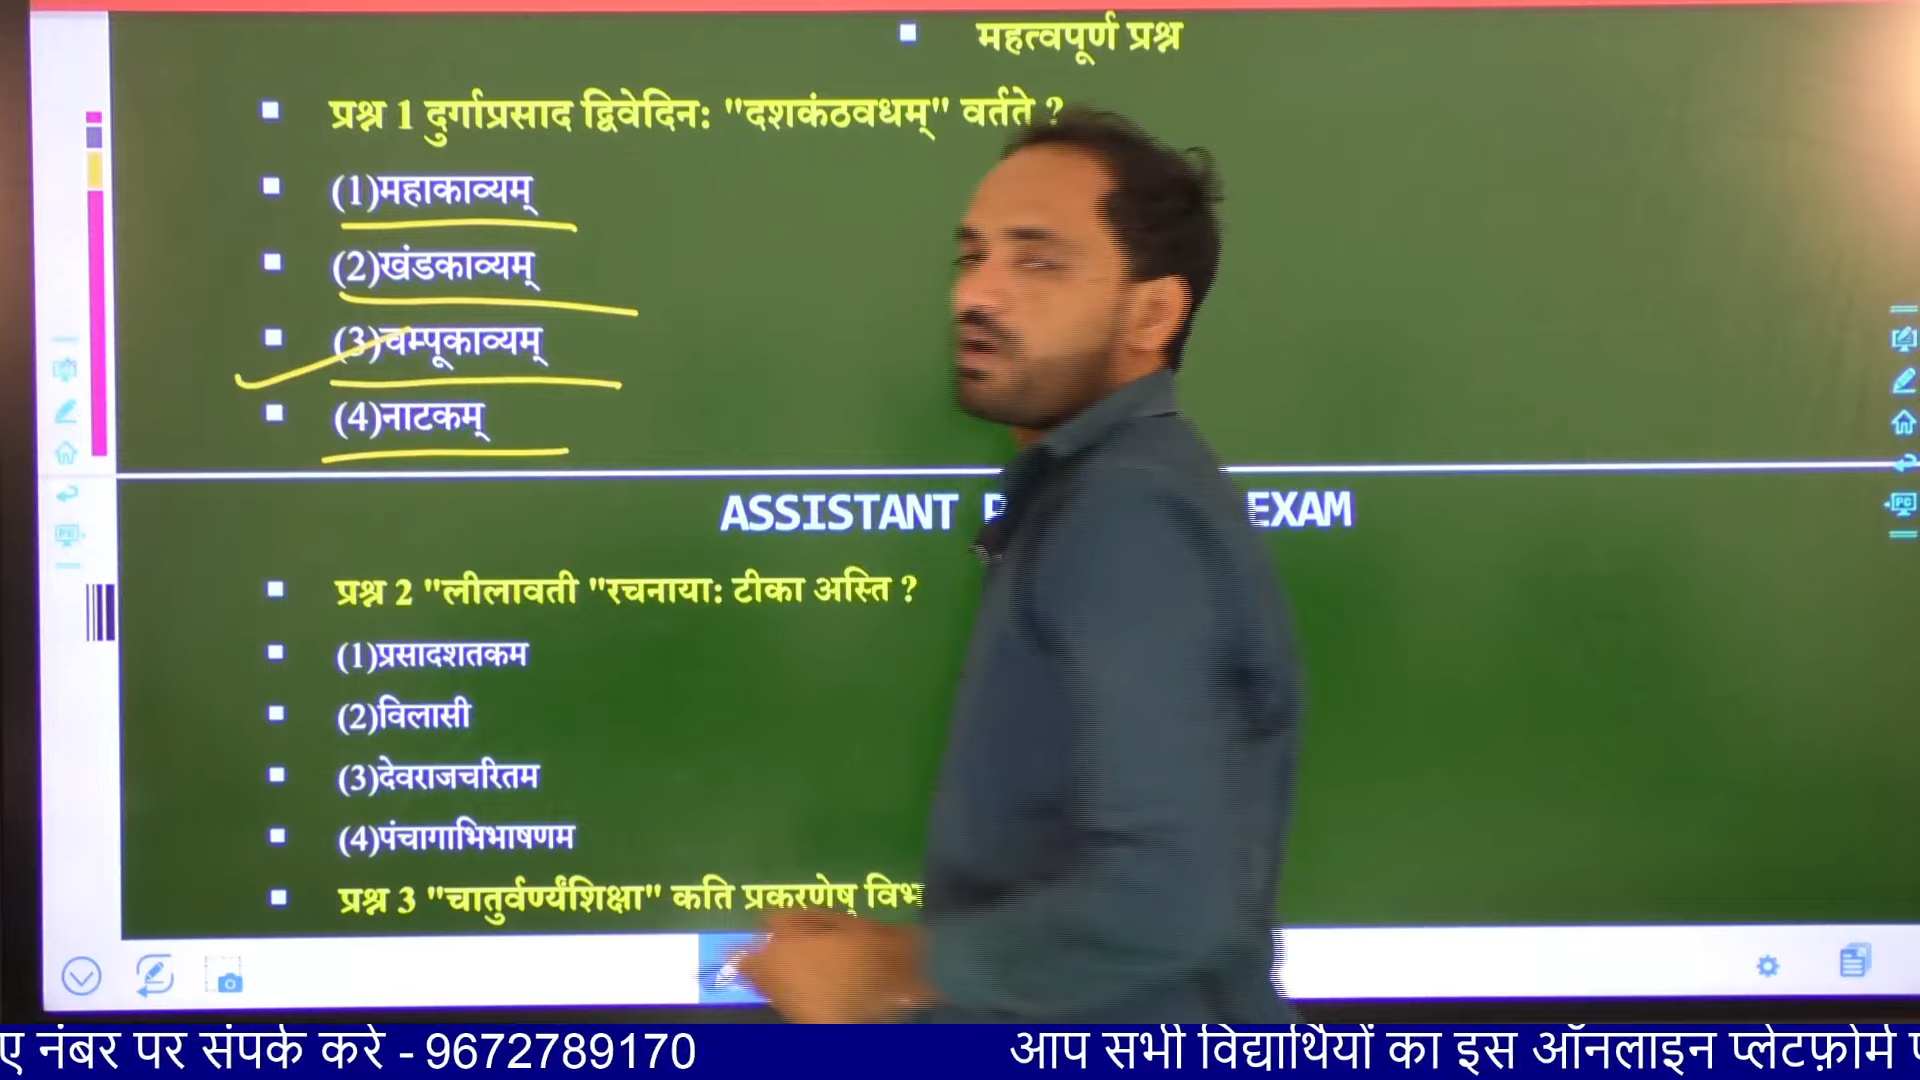 महत्वपूर्ण प्रश्न
प्रश्न 1 दुर्गाप्रसाद द्विवेदिन: "दशकंठवधम्" वर्तते ?
(1)महाकाव्यम्
(2)खंडकाव्यम्
(3)चम्पूकाव्यम्
(4)नाटकम्
ASSISTANT EXAM
प्रश्न 2 "लीलावती "रचनाया: टीका अस्ति ?
(1)प्रसादशतकम
(2)विलासी
(3)देवराजचरितम
(4)पंचागाभिभाषणम
प्रश्न 3 "चातुर्वर्ण्यंशिक्षा" कति प्रकरणेषु
ए नंबर पर संपर्क करे - 9672789170 आप सभी विद्यार्थियों का इस ऑनलाइन प्लेटफ़ोर्म